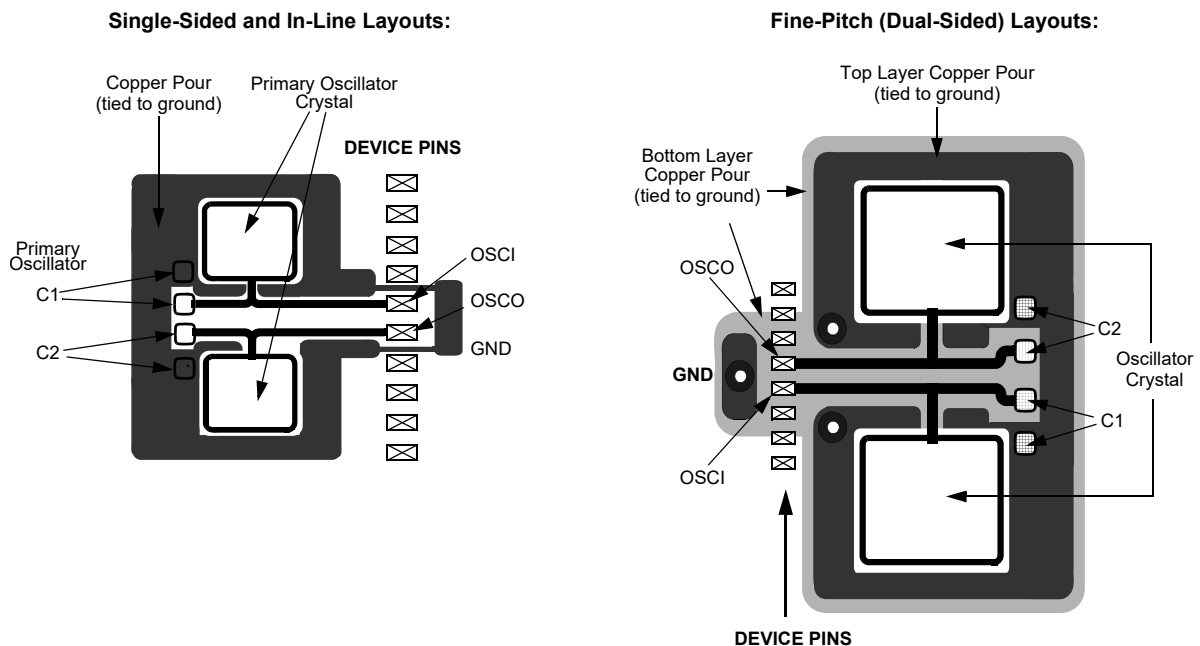 Single-Sided and In-Line Layouts:
Copper Pour
(tied to ground)
Primary Oscillator
Crystal
DEVICE PINS
Primary
Oscillator
C1
C2
OSCI
OSCO
GND
Fine-Pitch (Dual-Sided) Layouts:
Top Layer Copper Pour
(tied to ground)
Bottom Layer
Copper Pour
(tied to ground)
OSCO
GND
OSCI
C2
Oscillator
Crystal
C1
DEVICE PINS